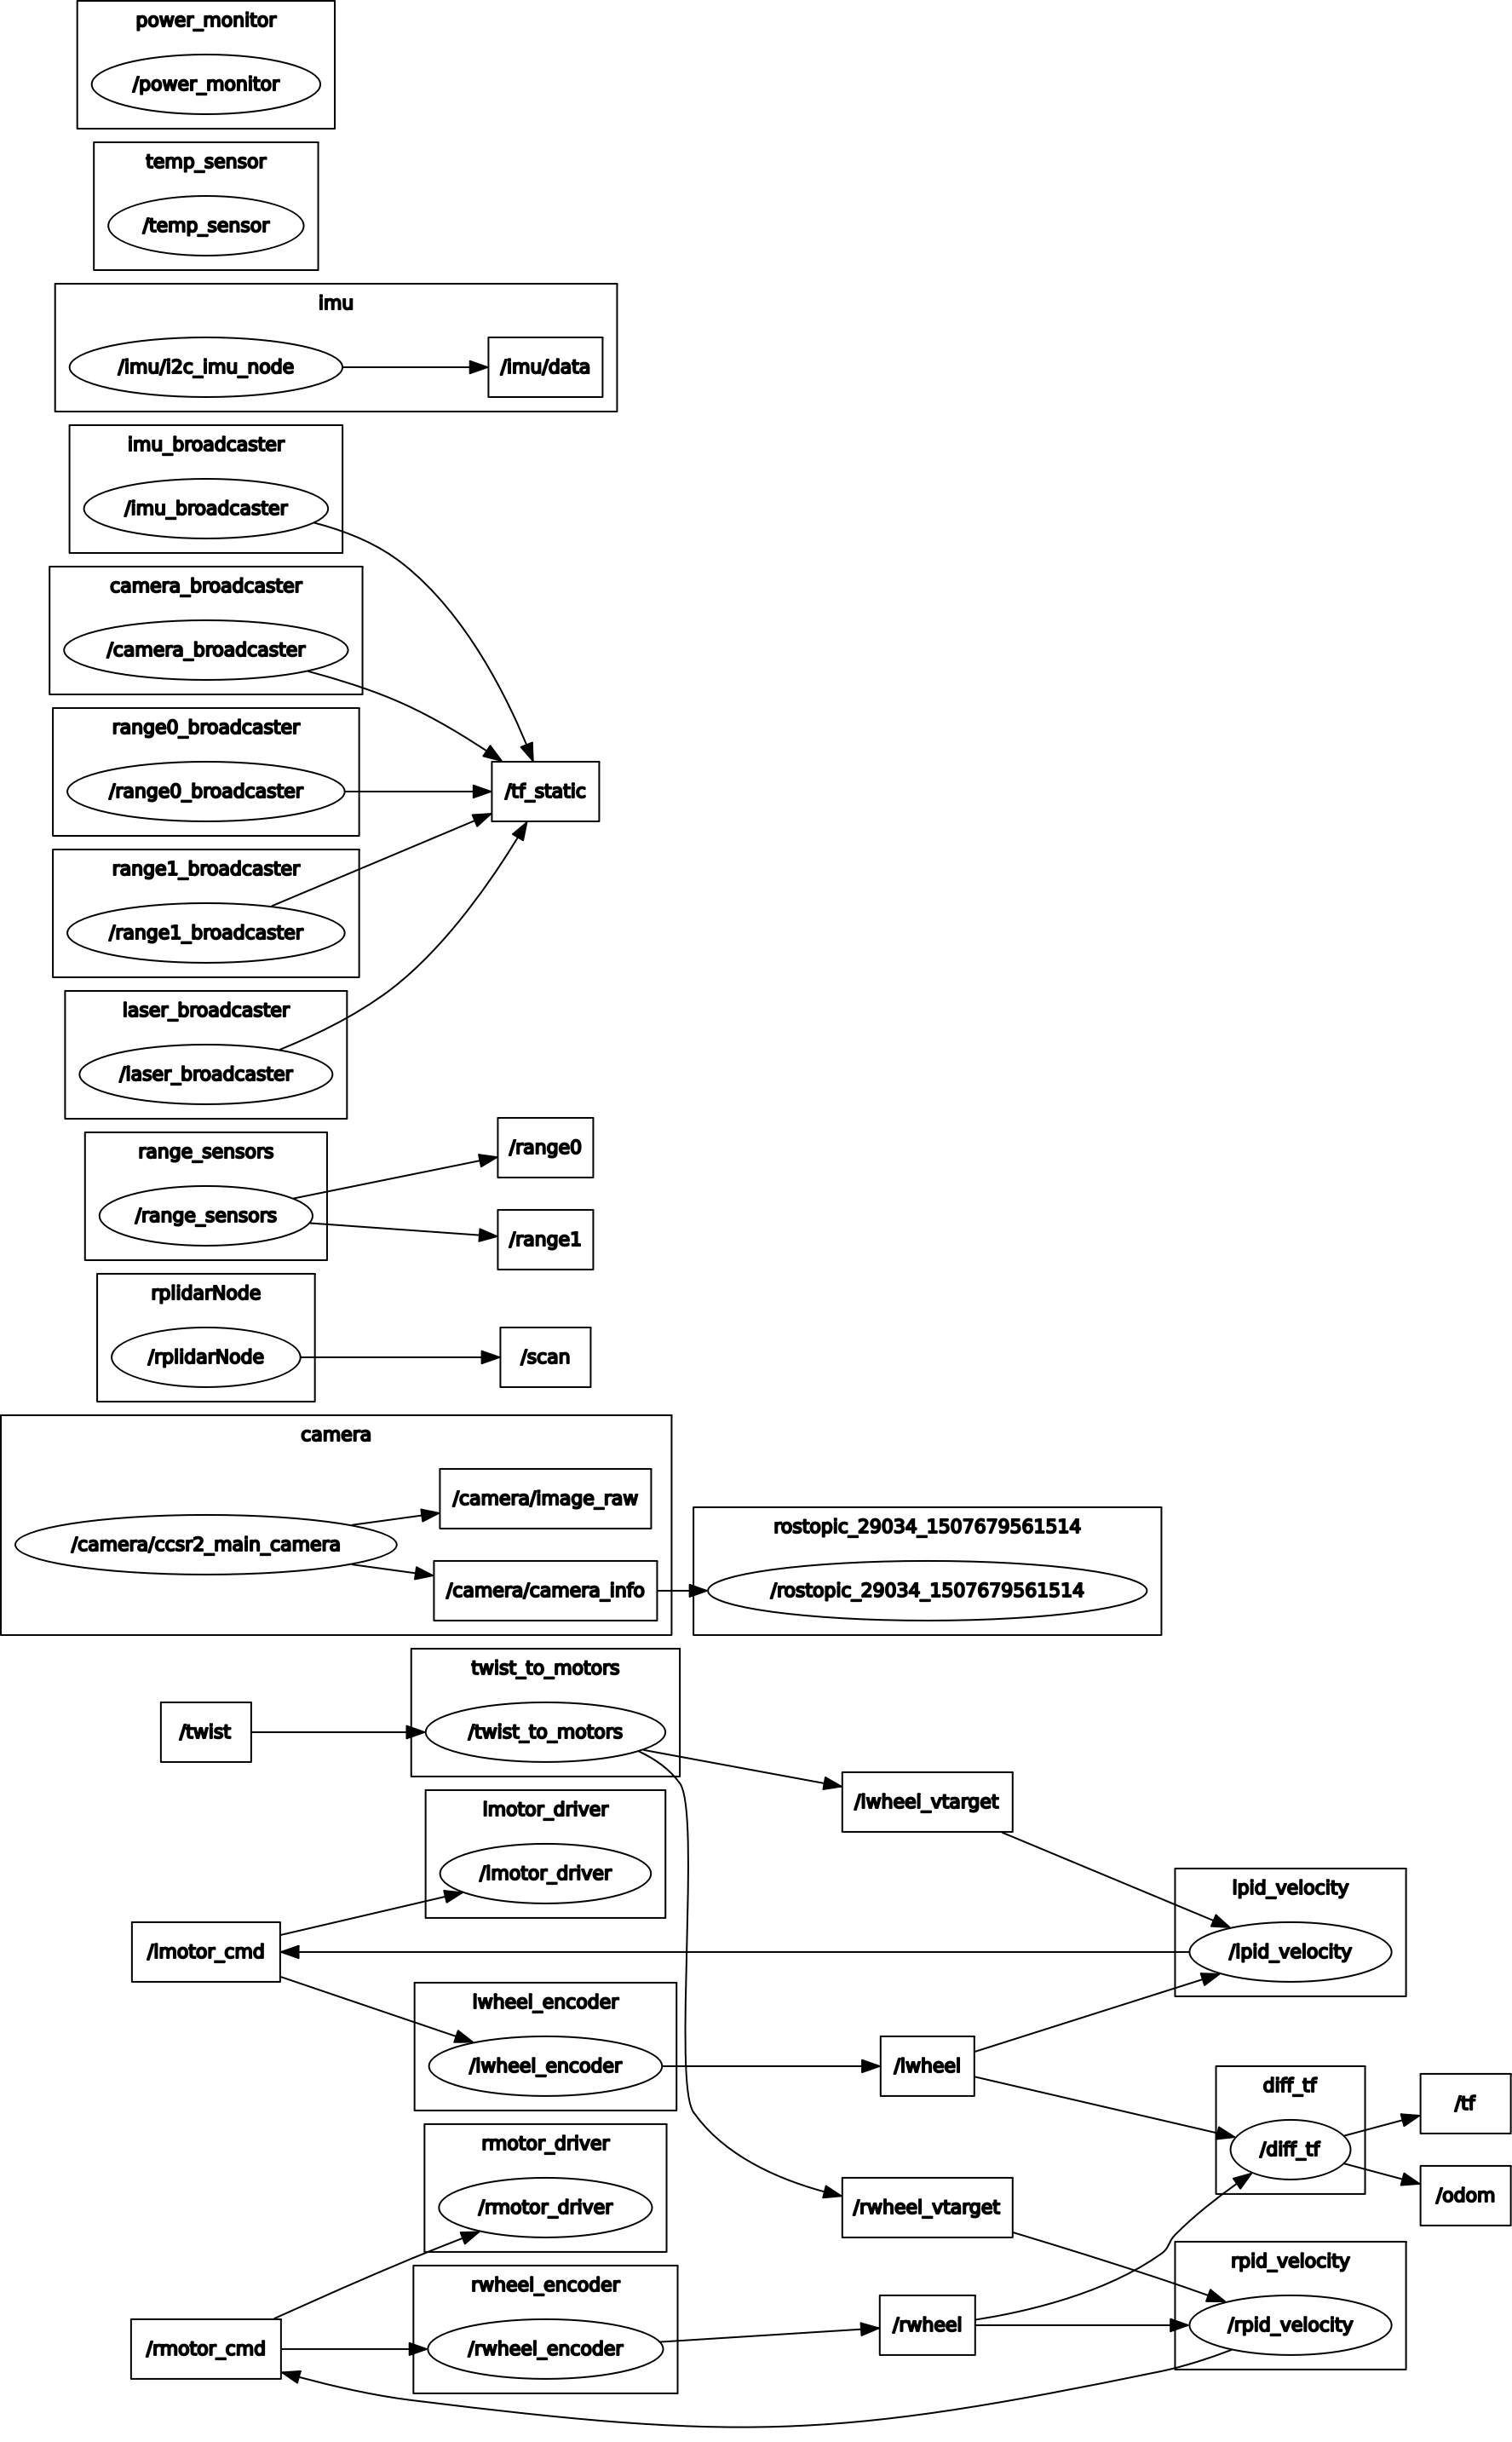 power_monitor
/power_monitor
temp_sensor
/temp_sensor
imu
/imu/i2c_imu_node
/imu/data
imu_broadcaster
/imu_broadcaster
camera_broadcaster
/camera_broadcaster
range0_broadcaster
/range0_broadcaster
/tf_static
range1_broadcaster
/range1_broadcaster
laser_broadcaster
/laser_broadcaster
range_sensors
/range_sensors
/range0
/range1
rplidarNode
/rplidarNode
/scan
camera
/camera/ccsr2_main_camera
/camera/image_raw
/camera/camera_info
rostopic_29034_1507679561514
/rostopic_29034_1507679561514
twist_to_motors
/twist
/twist_to_motors
/lwheel_vtarget
lmotor_driver
/lmotor_driver
lpid_velocity
/lmotor_cmd
/lpid_velocity
lwheel_encoder
/lwheel_encoder
/lwheel
diff_tf
/diff_tf
/tf
/odom
rmotor_driver
/rmotor_driver
/rwheel_vtarget
rpid_velocity
/rpid_velocity
rwheel_encoder
/rmotor_cmd
/rwheel_encoder
/rwheel